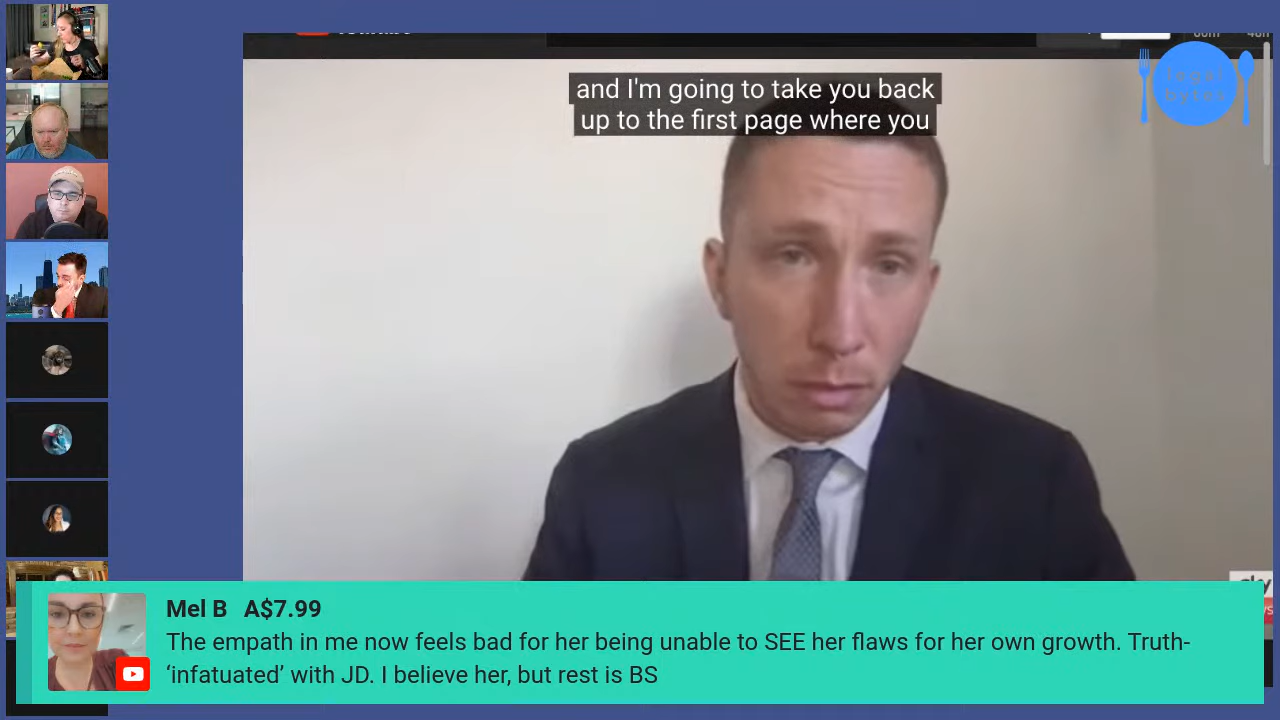 and I'm going to take you back
up to the first page where you
legal
bytes
sky
Mel B A$7.99
The empath in me now feels bad for her being unable to SEE her flaws for her own growth. Truth-
‘infatuated’ with JD. I believe her, but rest is BS